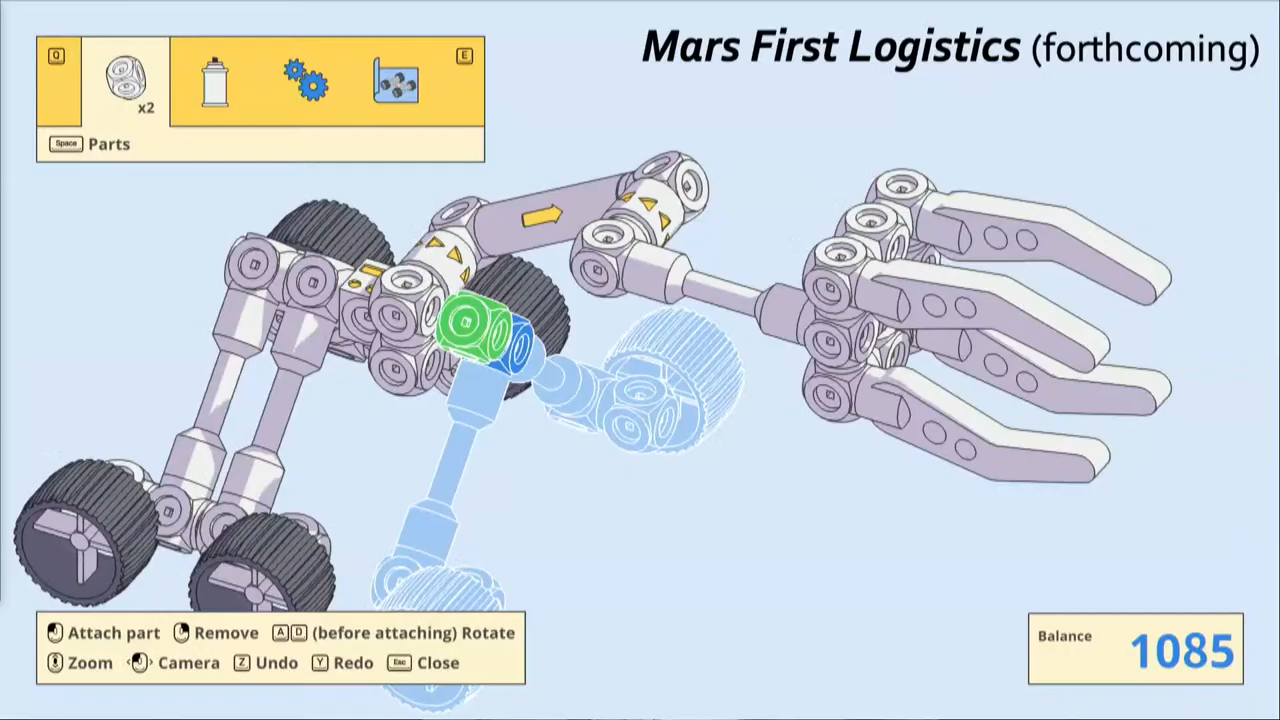 Mars First Logistics (forthcoming)
Q
E
x2
Space Parts
Attach part Remove A D (before attaching) Rotate
Zoom Camera Z Undo Y Redo Esc Close
Balance 1085